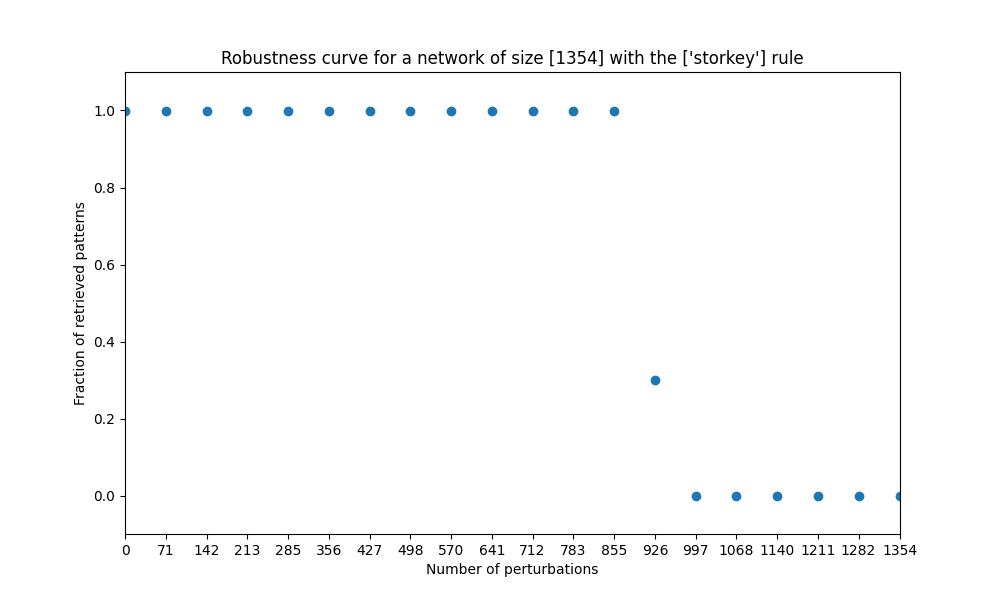 Robustness curve for a network of size [1354] with the ['storkey'] rule
1.0
0.8
0.6
0.4
0.2
0.0
Fraction of retrieved patterns
0 71 142 213 285 356 427 498 570 641 712 783 855 926 997 1068 1140 1211 1282 1354
Number of perturbations